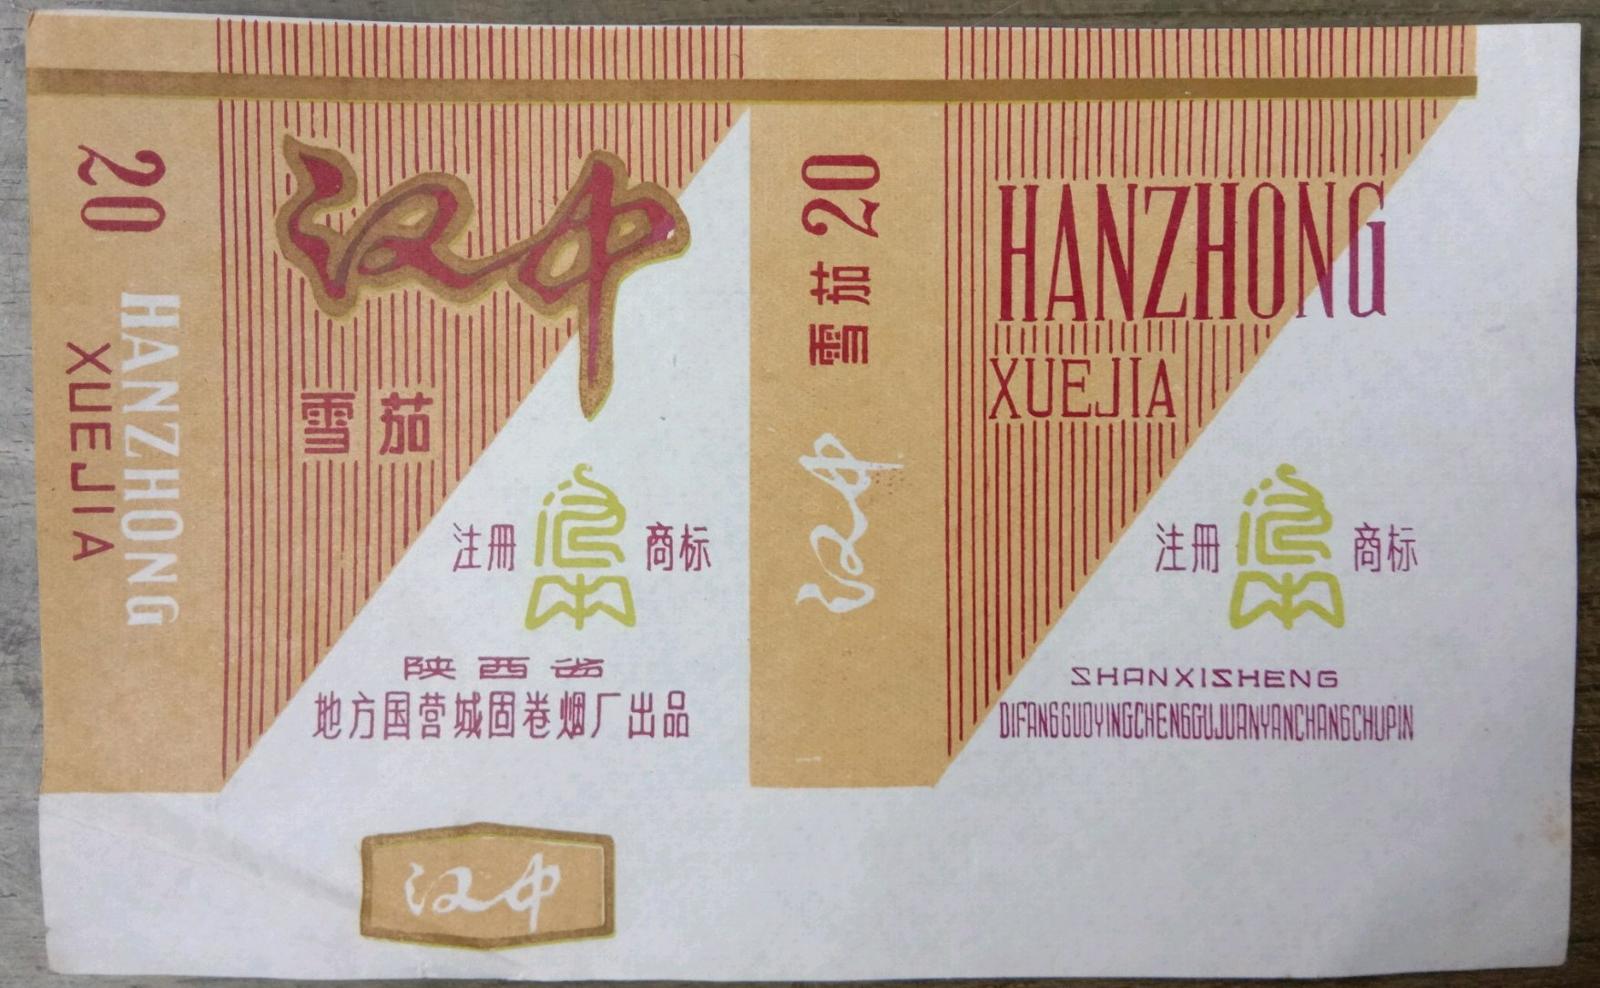 20
HANZHONG
XUEJIA
汉中
雪茄
注册 商标
陕西省
地方国营城固卷烟厂出品
汉中
雪茄 20
汉中
HANZHONG
XUEJIA
注册 商标
SHANXISHENG
DIFANGGUOYINGCHENGGUJUANYANCHANGCHUPIN